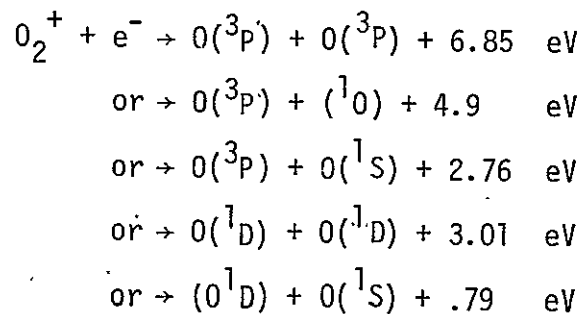 O₂⁺ + e⁻ → O(³P) + O(³P) + 6.85 eV
or → O(³P) + (¹O) + 4.9 eV
or → O(³P) + O(¹S) + 2.76 eV
or → O(¹D) + O(¹D) + 3.01 eV
or → (O¹D) + O(¹S) + .79 eV